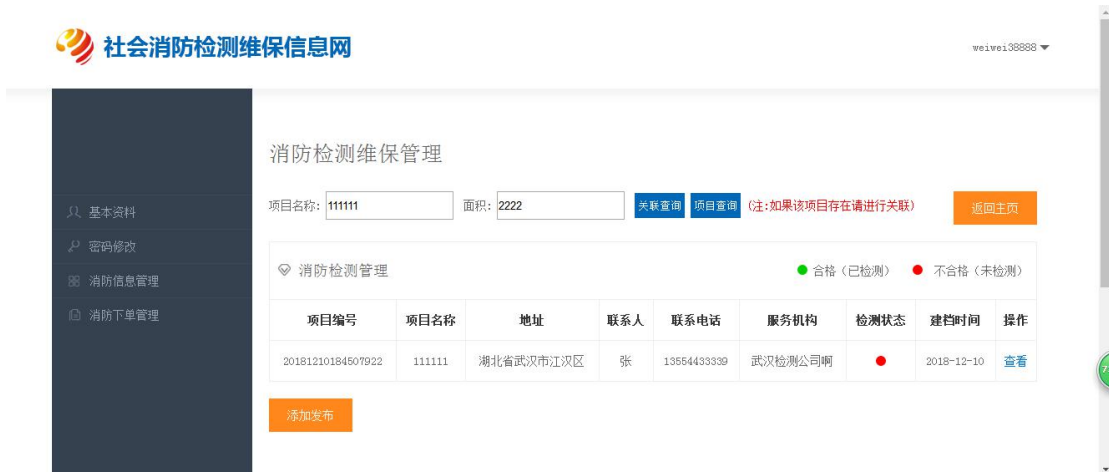 社会消防检测维保信息网
weiwei38888
消防检测维保管理
项目名称: 111111 面积: 2222 关联查询 项目查询 (注:如果该项目存在请进行关联) 返回主页
基本资料
密码修改
消防信息管理
消防下单管理
消防检测管理 合格（已检测） 不合格（未检测）
项目编号 项目名称 地址 联系人 联系电话 服务机构 检测状态 建档时间 操作
20181210184507922 111111 湖北省武汉市江汉区 张 13554433339 武汉检测公司啊 2018-12-10 查看
添加发布